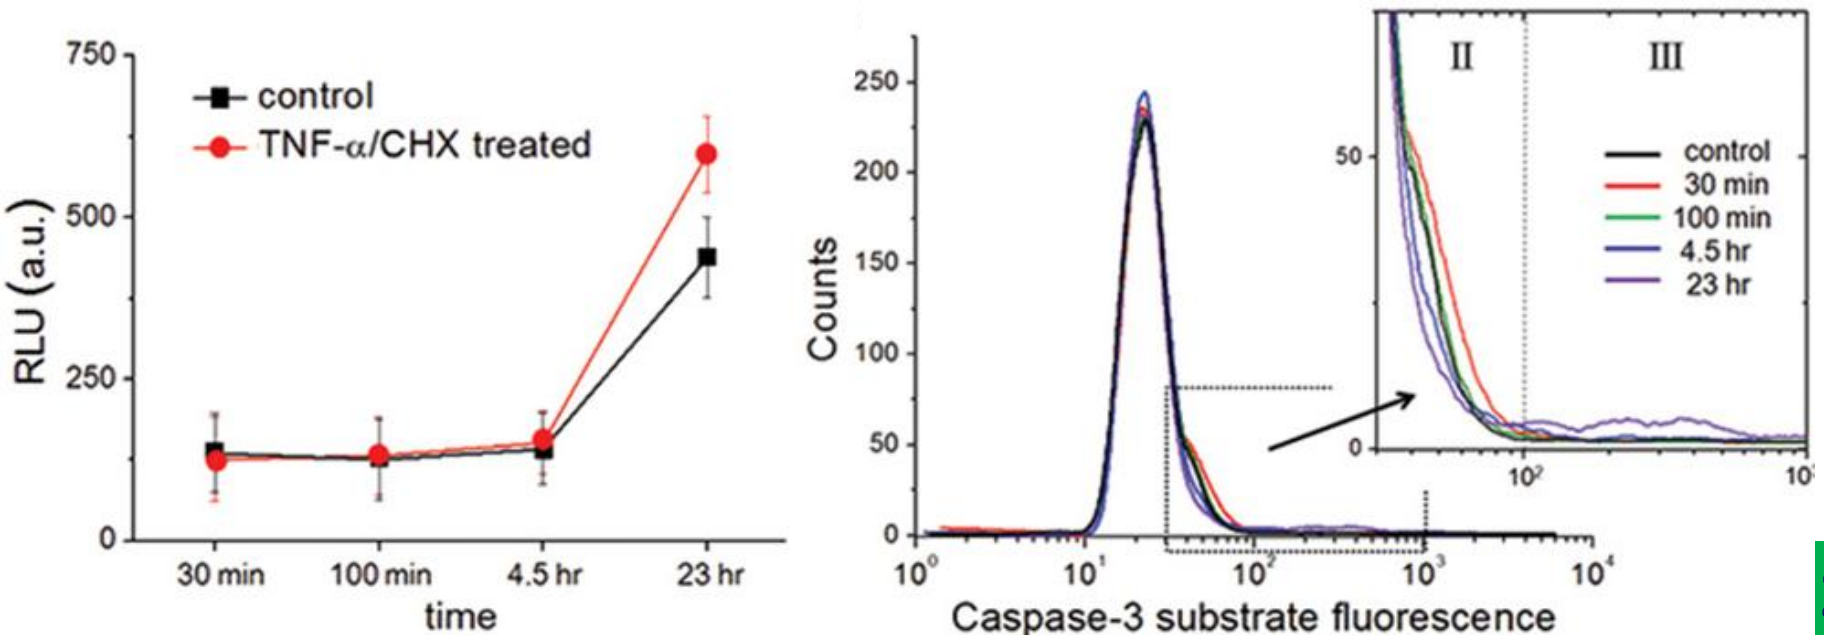 750
500
250
0
RLU (a.u.)
control
TNF-α/CHX treated
30 min
100 min
4.5 hr
23 hr
time
250
200
150
100
50
0
Counts
10⁰
10¹
10²
10³
10⁴
Caspase-3 substrate fluorescence
II
III
50
0
control
30 min
100 min
4.5 hr
23 hr
10²